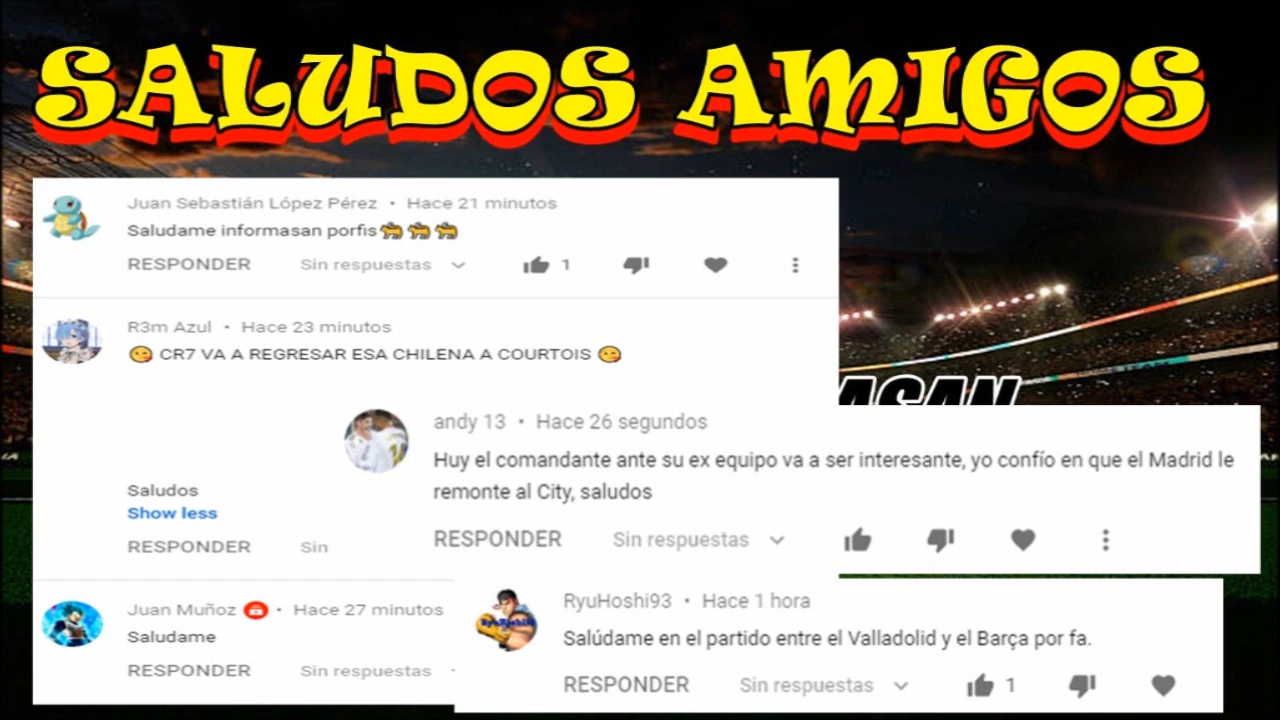 SALUDOS AMIGOS
Juan Sebastián López Pérez • Hace 21 minutos
Saludame informasan porfis
RESPONDER Sin respuestas 1
R3m Azul • Hace 23 minutos
CR7 VA A REGRESAR ESA CHILENA A COURTOIS
Saludos
Show less
RESPONDER Sin
ASAN
andy 13 • Hace 26 segundos
Huy el comandante ante su ex equipo va a ser interesante, yo confío en que el Madrid le
remonte al City, saludos
RESPONDER Sin respuestas
Juan Muñoz • Hace 27 minutos
Saludame
RESPONDER Sin respuestas
RyuHoshi93 • Hace 1 hora
Salúdame en el partido entre el Valladolid y el Barça por fa.
RESPONDER Sin respuestas 1